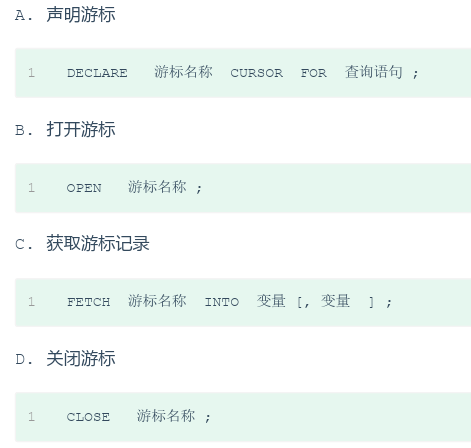 A. 声明游标
1 DECLARE 游标名称 CURSOR FOR 查询语句 ;
B. 打开游标
1 OPEN 游标名称 ;
C. 获取游标记录
1 FETCH 游标名称 INTO 变量 [, 变量 ] ;
D. 关闭游标
1 CLOSE 游标名称 ;